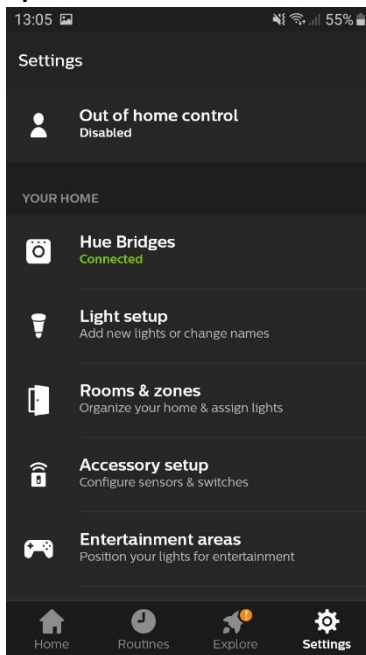 13:05 55%
Settings
Out of home control
Disabled
YOUR HOME
Hue Bridges
Connected
Light setup
Add new lights or change names
Rooms & zones
Organize your home & assign lights
Accessory setup
Configure sensors & switches
Entertainment areas
Position your lights for entertainment
Home Routines Explore Settings